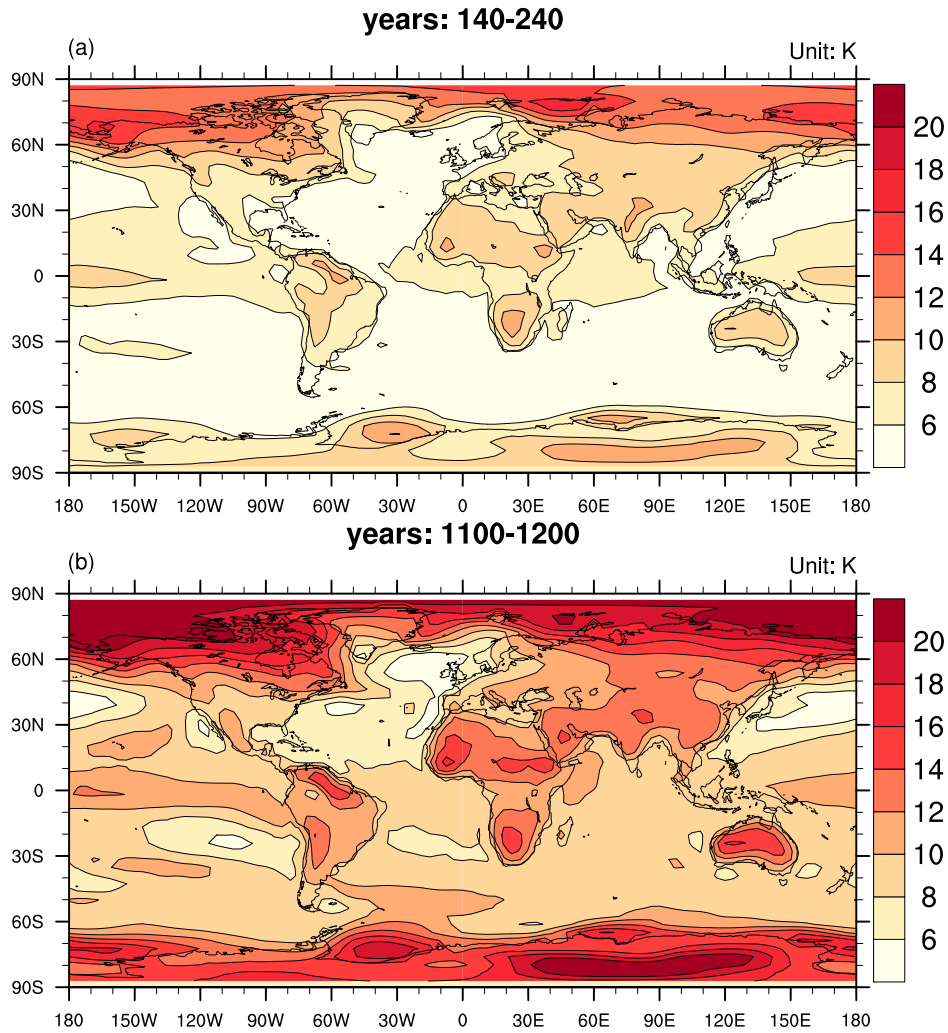 years: 140-240
(a)
Unit: K
90N
60N
30N
0
30S
60S
90S
180 150W 120W 90W 60W 30W 0 30E 60E 90E 120E 150E 180
20
18
16
14
12
10
8
6
years: 1100-1200
(b)
Unit: K
90N
60N
30N
0
30S
60S
90S
180 150W 120W 90W 60W 30W 0 30E 60E 90E 120E 150E 180
20
18
16
14
12
10
8
6